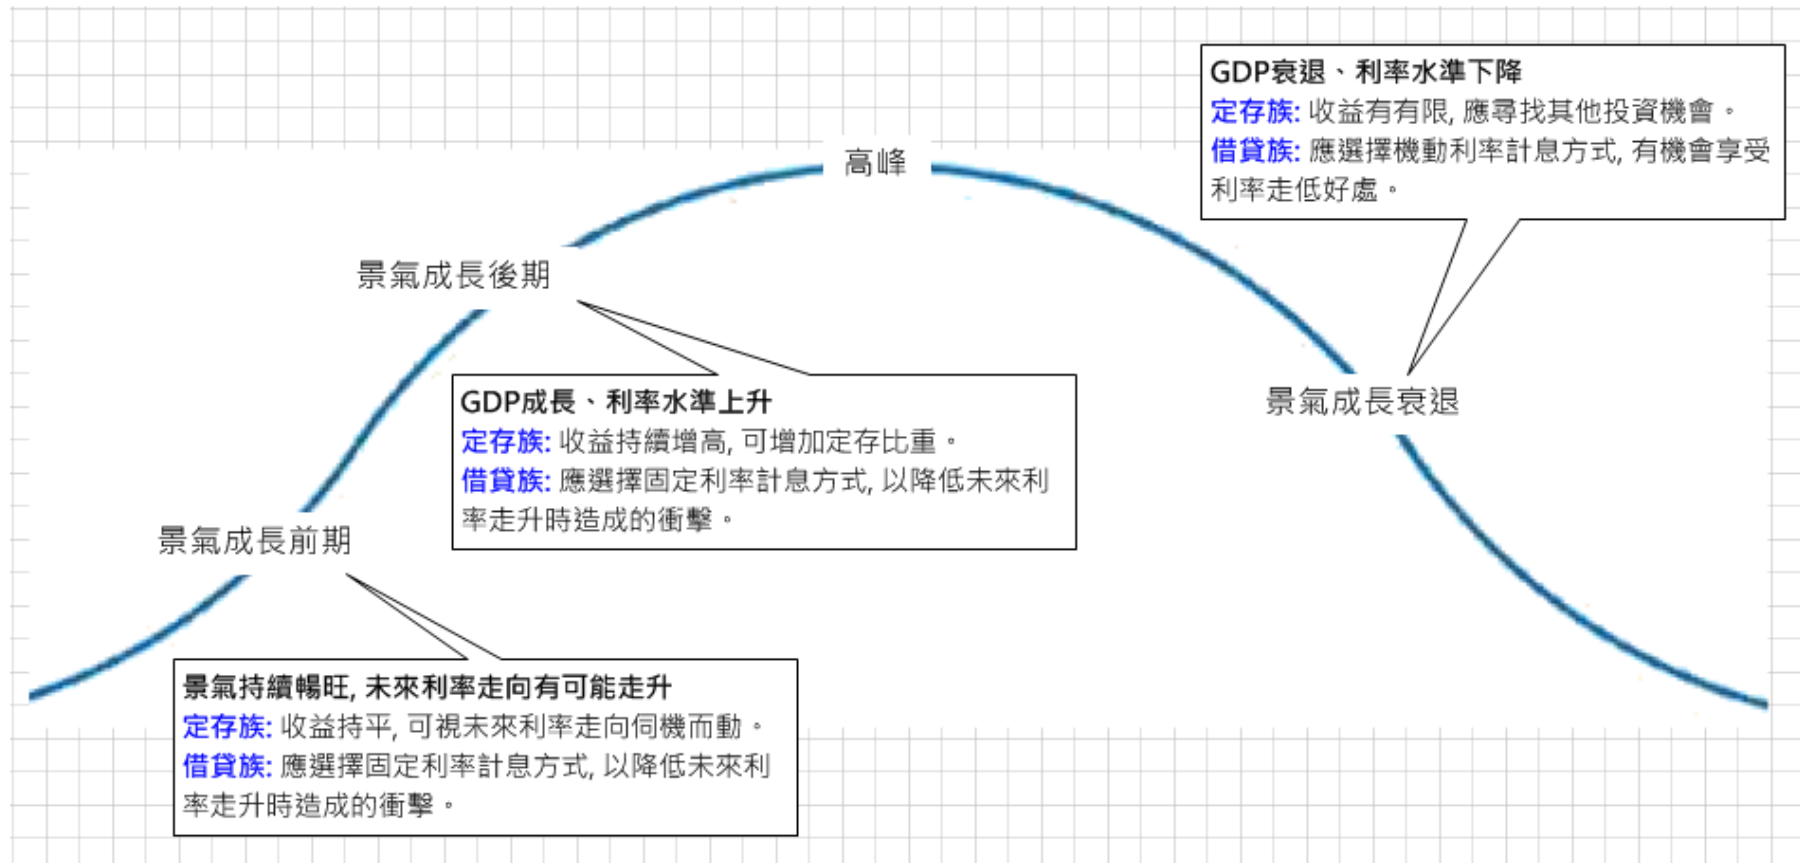 GDP衰退、利率水準下降
定存族: 收益有有限, 應尋找其他投資機會。
借貸族: 應選擇機動利率計息方式, 有機會享受
利率走低好處。
高峰
景氣成長後期
GDP成長、利率水準上升
定存族: 收益持續增高, 可增加定存比重。
借貸族: 應選擇固定利率計息方式, 以降低未來利
率走升時造成的衝擊。
景氣成長衰退
景氣成長前期
景氣持續暢旺, 未來利率走向有可能走升
定存族: 收益持平, 可視未來利率走向伺機而動。
借貸族: 應選擇固定利率計息方式, 以降低未來利
率走升時造成的衝擊。